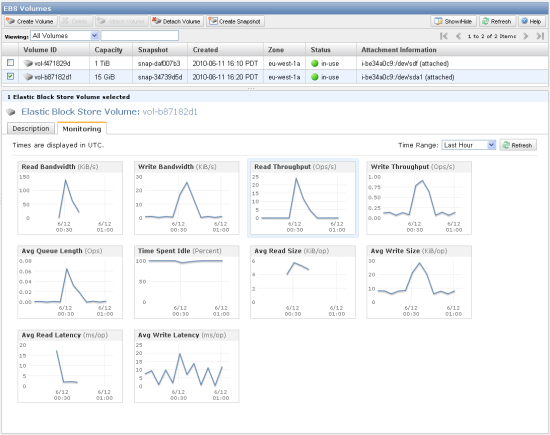 EBS Volumes
Create Volume Delete Attach Volume Detach Volume Create Snapshot Show/Hide Refresh Help
Viewing: All Volumes 1 to 2 of 2 Items
Volume ID Capacity Snapshot Created Zone Status Attachment Information
vol-f471829d 1 TiB snap-daf007b3 2010-06-11 16:10 PDT eu-west-1a in-use i-be34a0c9:/dev/sdf (attached)
vol-b87182d1 15 GiB snap-34739d5d 2010-06-11 16:02 PDT eu-west-1a in-use i-be34a0c9:/dev/sda1 (attached)
1 Elastic Block Store Volume selected
Elastic Block Store Volume: vol-b87182d1
Description Monitoring
Times are displayed in UTC. Time Range: Last Hour Refresh
Read Bandwidth (KiB/s)
150
100
50
0
6/12 00:30 6/12 01:00
Write Bandwidth (KiB/s)
30
20
10
0
6/12 00:30 6/12 01:00
Read Throughput (Ops/s)
25
20
15
10
5
0
6/12 00:30 6/12 01:00
Write Throughput (Ops/s)
1.00
0.75
0.50
0.25
0.00
6/12 00:30 6/12 01:00
Avg Queue Length (Ops)
0.08
0.06
0.04
0.02
0.00
6/12 00:30 6/12 01:00
Time Spent Idle (Percent)
100
75
50
25
0
6/12 00:30 6/12 01:00
Avg Read Size (KiB/op)
6
4
2
0
6/12 00:30 6/12 01:00
Avg Write Size (KiB/op)
30
20
10
0
6/12 00:30 6/12 01:00
Avg Read Latency (ms/op)
20
15
10
5
0
6/12 00:30 6/12 01:00
Avg Write Latency (ms/op)
25
20
15
10
5
0
6/12 00:30 6/12 01:00